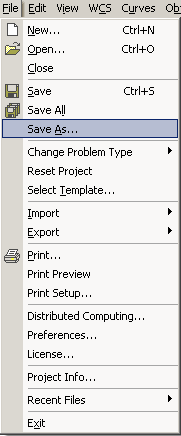 File Edit View WCS Curves Ob
New... Ctrl+N
Open... Ctrl+O
Close
Save Ctrl+S
Save All
Save As...
Change Problem Type
Reset Project
Select Template...
Import
Export
Print...
Print Preview
Print Setup...
Distributed Computing...
Preferences...
License...
Project Info...
Recent Files
Exit